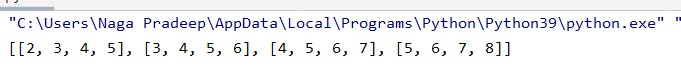 "C:\Users\Naga Pradeep\AppData\Local\Programs\Python\Python39\python.exe" "
[[2, 3, 4, 5], [3, 4, 5, 6], [4, 5, 6, 7], [5, 6, 7, 8]]